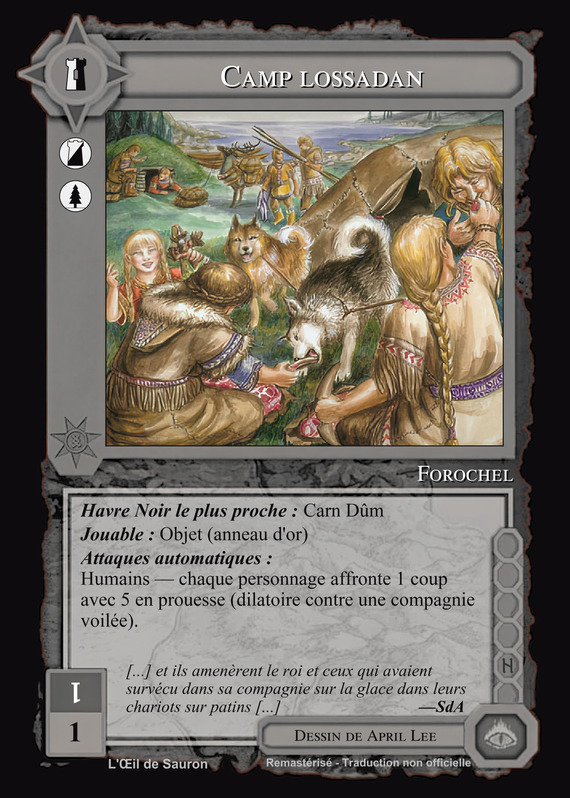 CAMP LOSSADAN
FOROCHEL
Havre Noir le plus proche : Carn Dûm
Jouable : Objet (anneau d'or)
Attaques automatiques :
Humains — chaque personnage affronte 1 coup
avec 5 en prouesse (dilatoire contre une compagnie
voilée).
[...] et ils amenèrent le roi et ceux qui avaient
survécu dans sa compagnie sur la glace dans leurs
chariots sur patins [...] —SdA
1
1
DESSIN DE APRIL LEE
L'Œil de Sauron
Remastérisé - Traduction non officielle